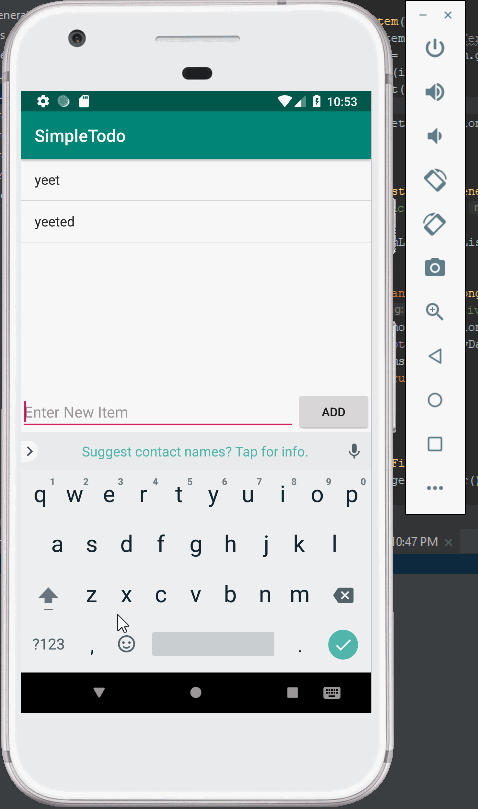 10:53
SimpleTodo
yeet
yeeted
Enter New Item
ADD
Suggest contact names? Tap for info.
1 2 3 4 5 6 7 8 9 0
q w e r t y u i o p
a s d f g h j k l
z x c v b n m
?123 , .
10:47 PM